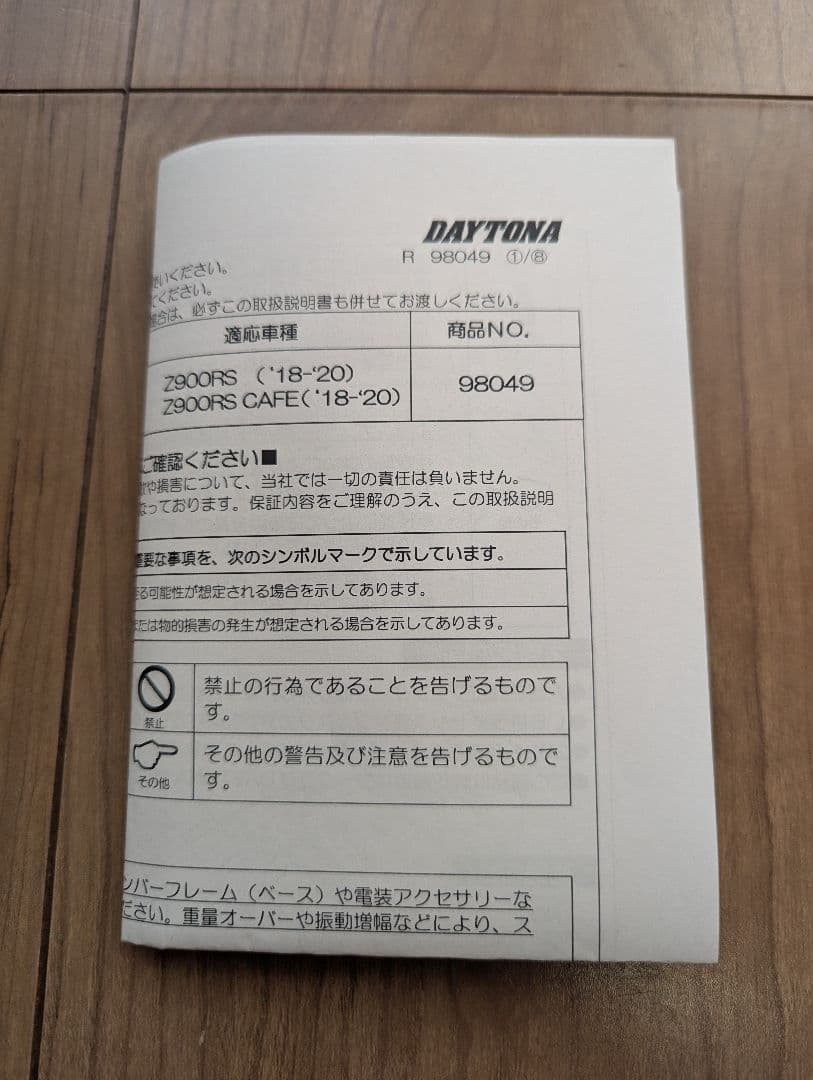 DAYTONA
R 98049 ①/⑧
いください。
てください。
場合は、必ずこの取扱説明書も併せてお渡しください。
適応車種 商品NO.
Z900RS （‘18-‘20） 98049
Z900RS CAFE（‘18-‘20）
ご確認ください■
や損害について、当社では一切の責任は負いません。
なっております。保証内容をご理解のうえ、この取扱説明
重要な事項を、次のシンボルマークで示しています。
る可能性が想定される場合を示してあります。
または物的損害の発生が想定される場合を示してあります。
禁止の行為であることを告げるもので
す。
禁止
その他の警告及び注意を告げるもので
す。
その他
ンバーフレーム（ベース）や電装アクセサリーな
ださい。重量オーバーや振動増幅などにより、ス